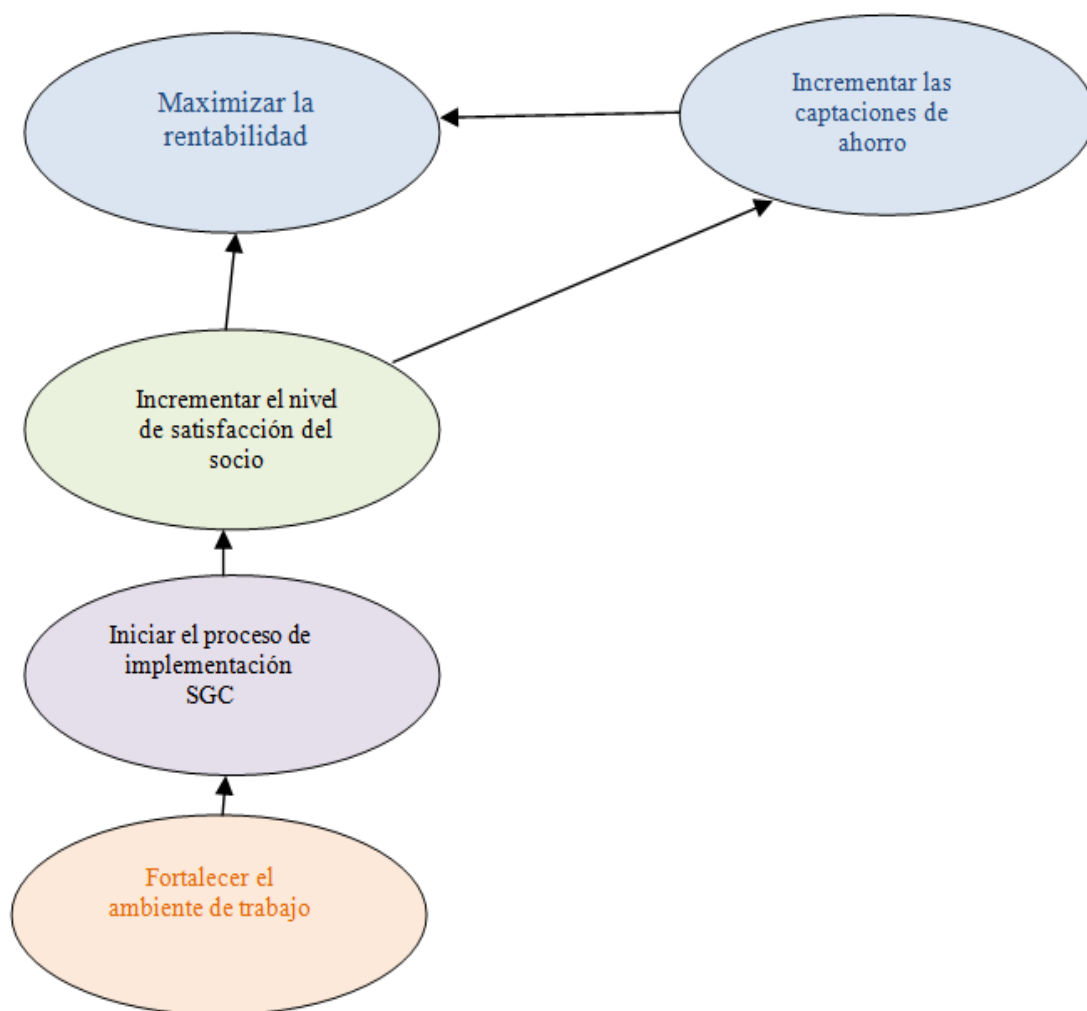 Maximizar la
rentabilidad
Incrementar las
captaciones de
ahorro
Incrementar el nivel
de satisfacción del
socio
Iniciar el proceso de
implementación
SGC
Fortalecer el
ambiente de trabajo